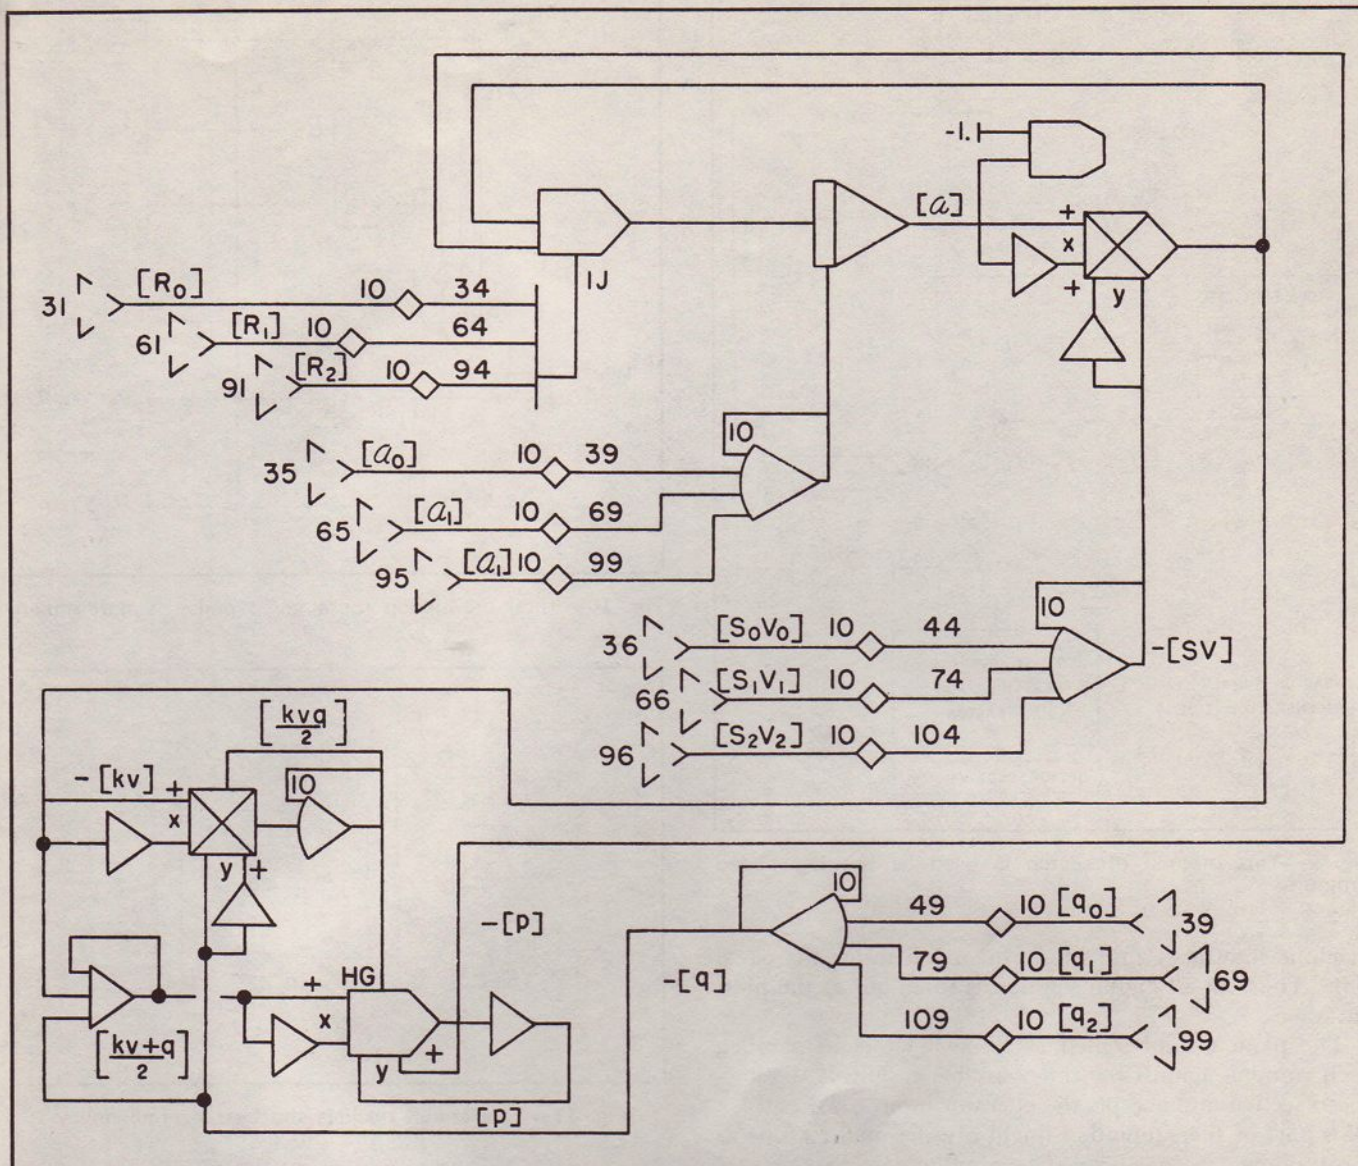 -1.
[a]
+
x
+
y
IJ
31 [R₀] 10 34
61 [R₁] 10 64
91 [R₂] 10 94
10
35 [a₀] 10 39
65 [a₁] 10 69
95 [a₁] 10 99
10
36 [S₀V₀] 10 44
-[SV]
66 [S₁V₁] 10 74
96 [S₂V₂] 10 104
[kvq/2]
-[kv] +
10
x
y +
10
49 10 [q₀] 39
-[p]
79 10 [q₁] 69
-[q]
HG
+
109 10 [q₂] 99
x
[kv+q/2]
+
y
[p]